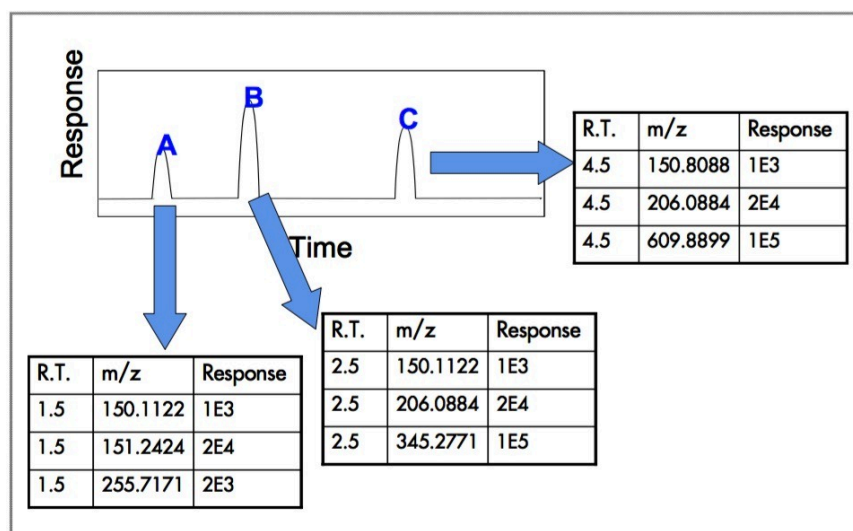 Response
A
B
C
Time
R.T. m/z Response
4.5 150.8088 1E3
4.5 206.0884 2E4
4.5 609.8899 1E5
R.T. m/z Response
2.5 150.1122 1E3
2.5 206.0884 2E4
2.5 345.2771 1E5
R.T. m/z Response
1.5 150.1122 1E3
1.5 151.2424 2E4
1.5 255.7171 2E3